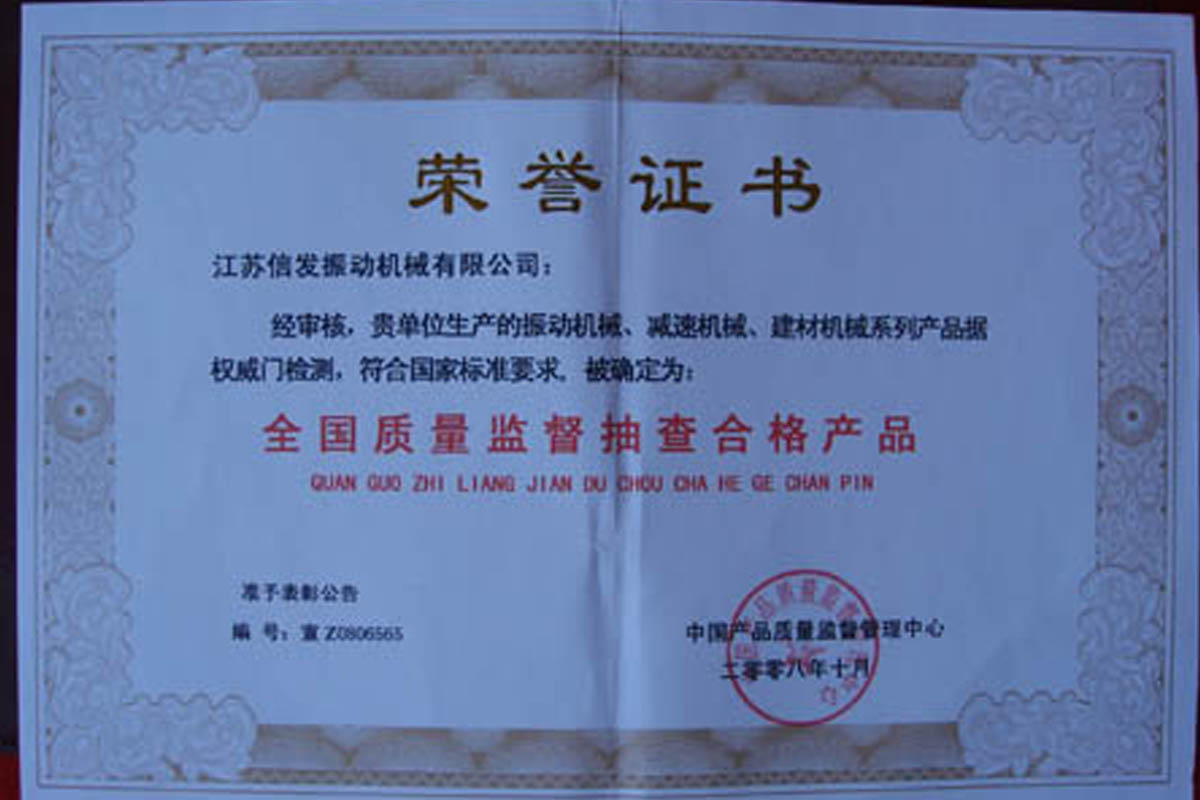 荣誉证书
江苏信发振动机械有限公司：
经审核，贵单位生产的振动机械、减速机械、建材机械系列产品据
权威门检测，符合国家标准要求。被确定为：
全国质量监督抽查合格产品
QUAN GUO ZHI LIANG JIAN DU CHOU CHA HE GE CHAN PIN
准予表彰公告
编 号：宣Z0806565
中国产品质量监督管理中心
二零零八年十月